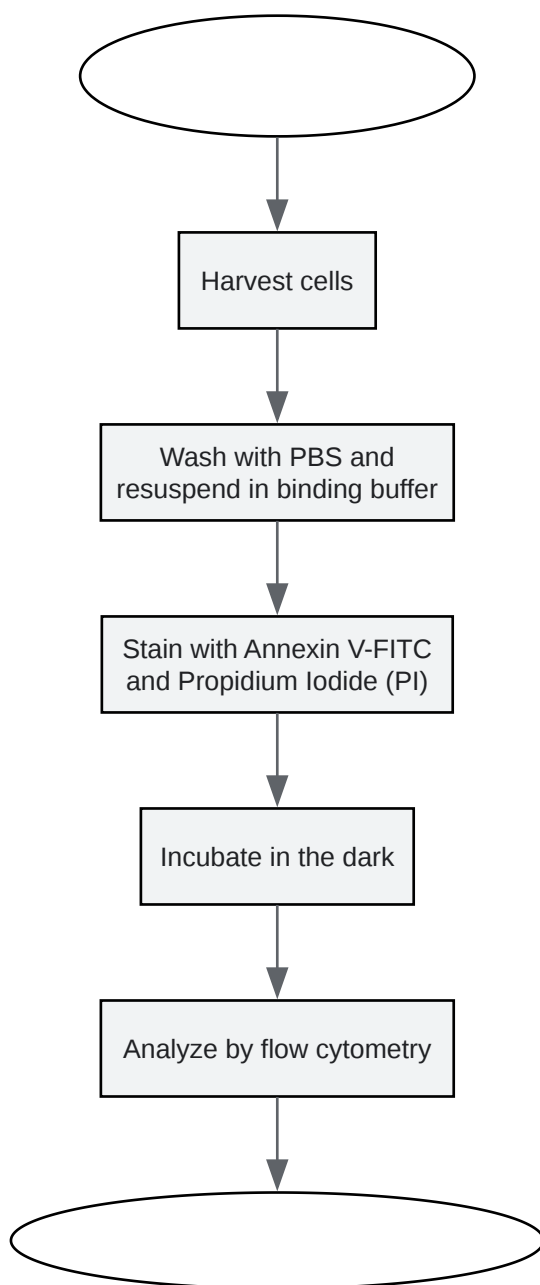 Harvest cells
Wash with PBS and
resuspend in binding buffer
Stain with Annexin V-FITC
and Propidium Iodide (PI)
Incubate in the dark
Analyze by flow cytometry